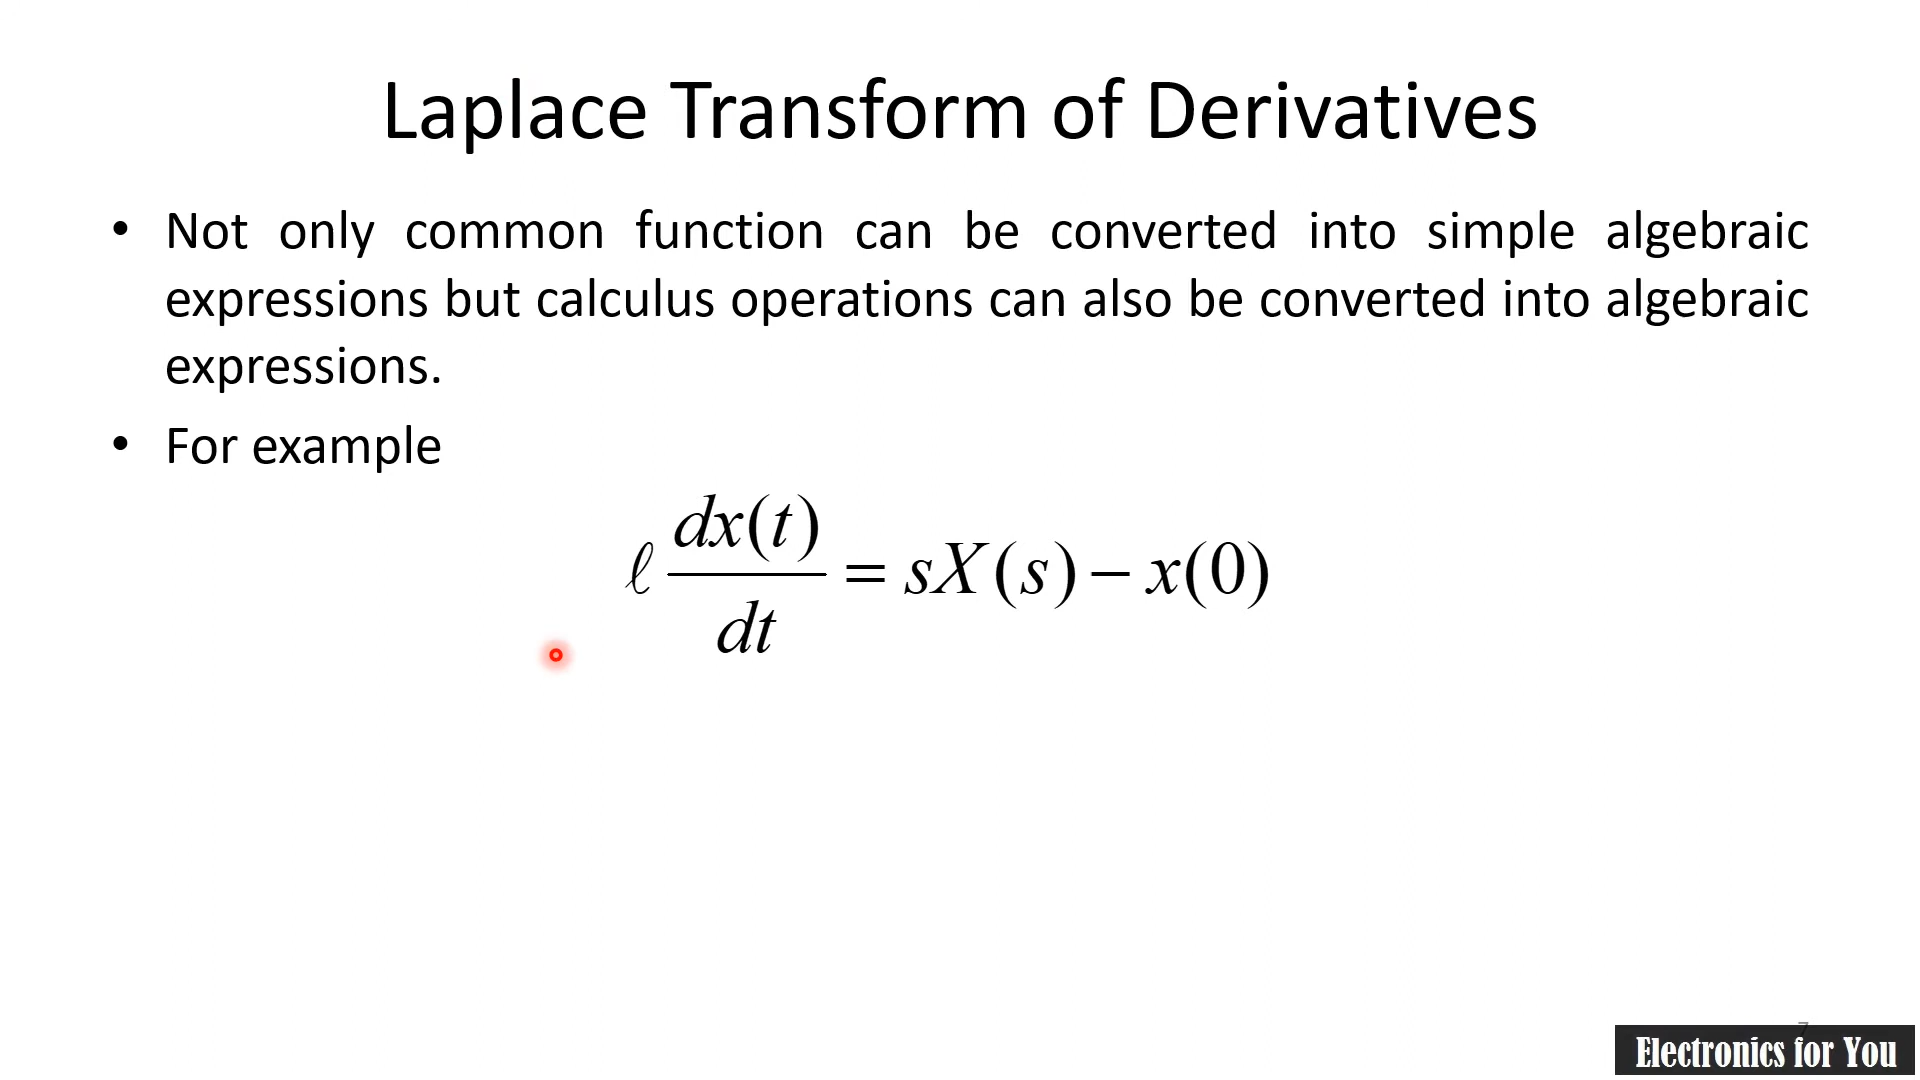 Laplace Transform of Derivatives
• Not only common function can be converted into simple algebraic
expressions but calculus operations can also be converted into algebraic
expressions.
• For example
ℓ dx(t)/dt = sX(s) − x(0)
7
Electronics for You